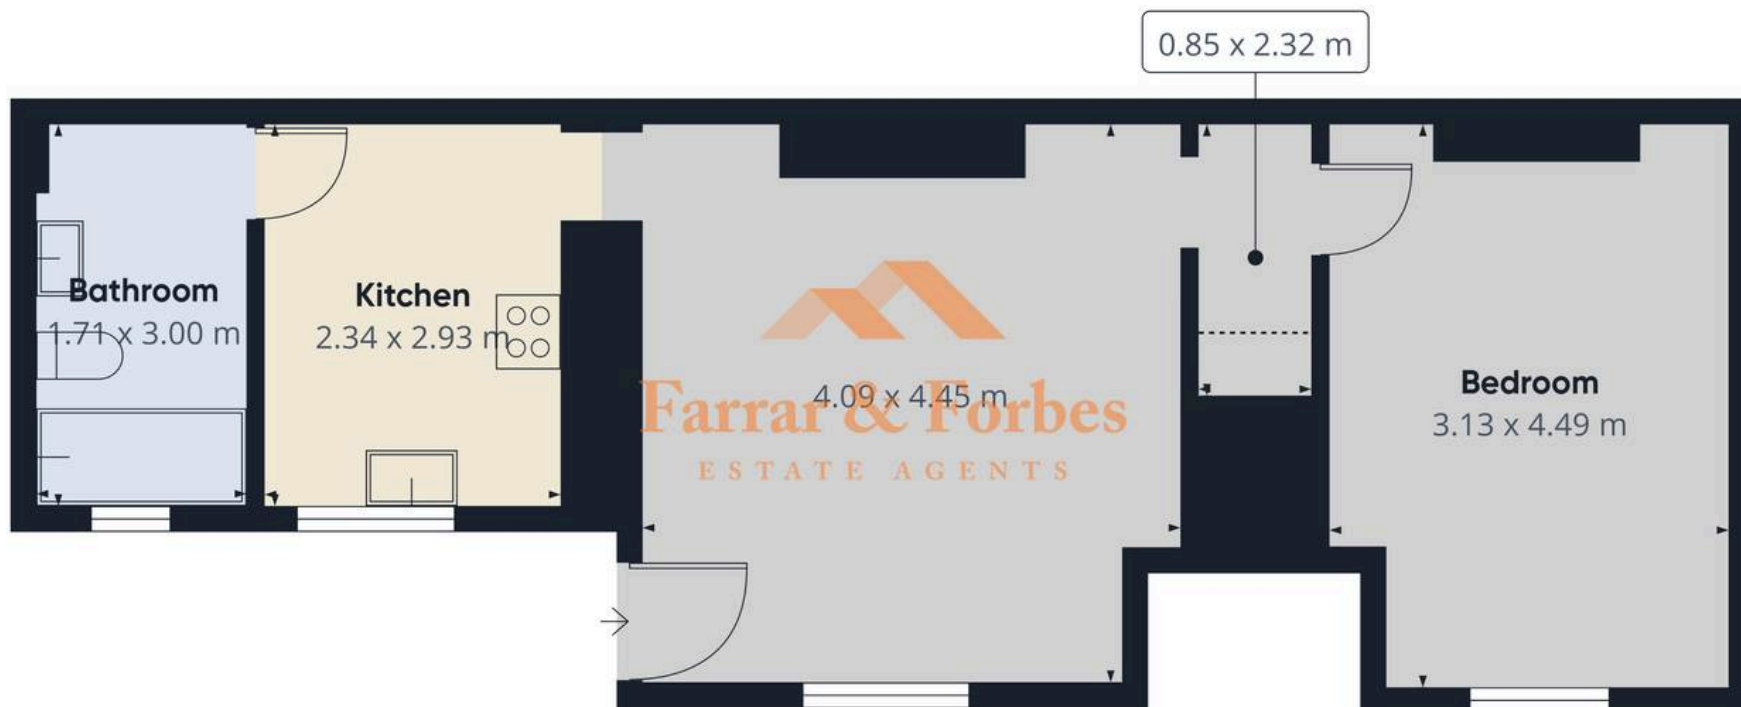 0.85 x 2.32 m
Bathroom
1.71 x 3.00 m
Kitchen
2.34 x 2.93 m
4.09 x 4.45 m
Farrar & Forbes
ESTATE AGENTS
Bedroom
3.13 x 4.49 m